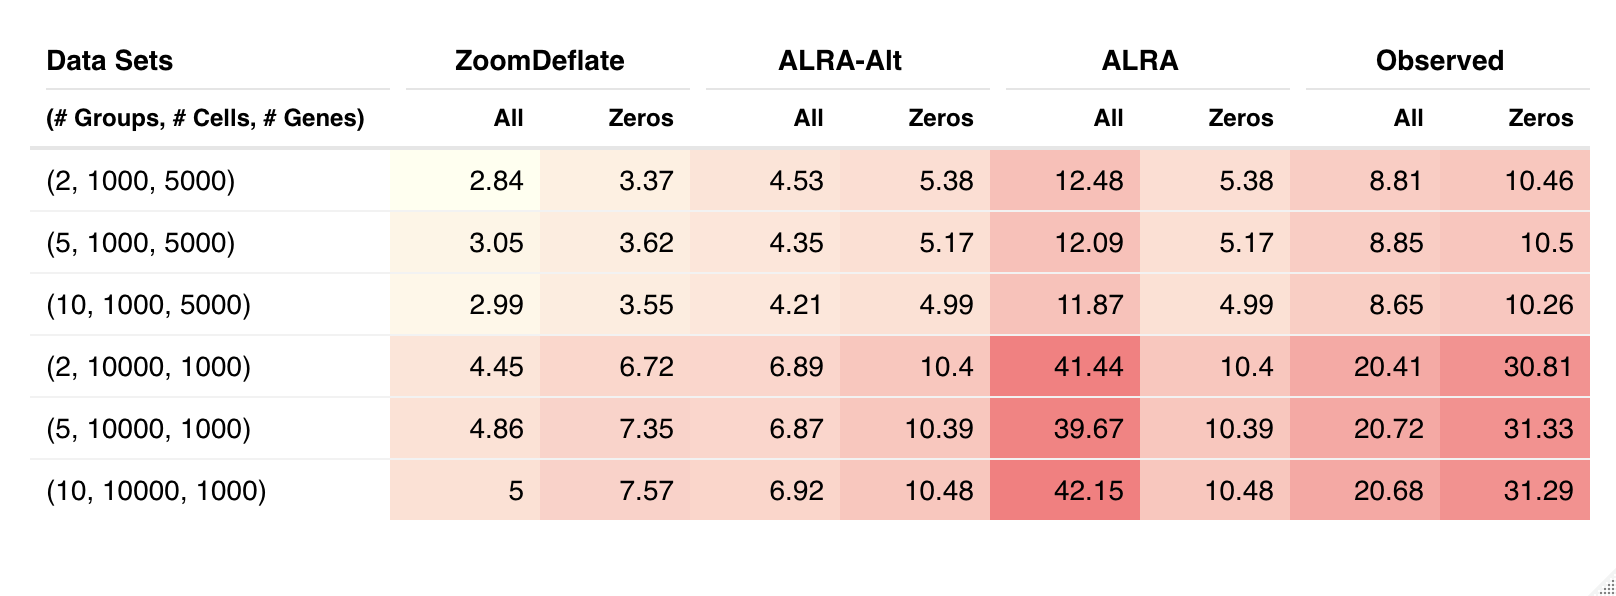 Data Sets ZoomDeflate ALRA-Alt ALRA Observed
(# Groups, # Cells, # Genes) All Zeros All Zeros All Zeros All Zeros
(2, 1000, 5000) 2.84 3.37 4.53 5.38 12.48 5.38 8.81 10.46
(5, 1000, 5000) 3.05 3.62 4.35 5.17 12.09 5.17 8.85 10.5
(10, 1000, 5000) 2.99 3.55 4.21 4.99 11.87 4.99 8.65 10.26
(2, 10000, 1000) 4.45 6.72 6.89 10.4 41.44 10.4 20.41 30.81
(5, 10000, 1000) 4.86 7.35 6.87 10.39 39.67 10.39 20.72 31.33
(10, 10000, 1000) 5 7.57 6.92 10.48 42.15 10.48 20.68 31.29